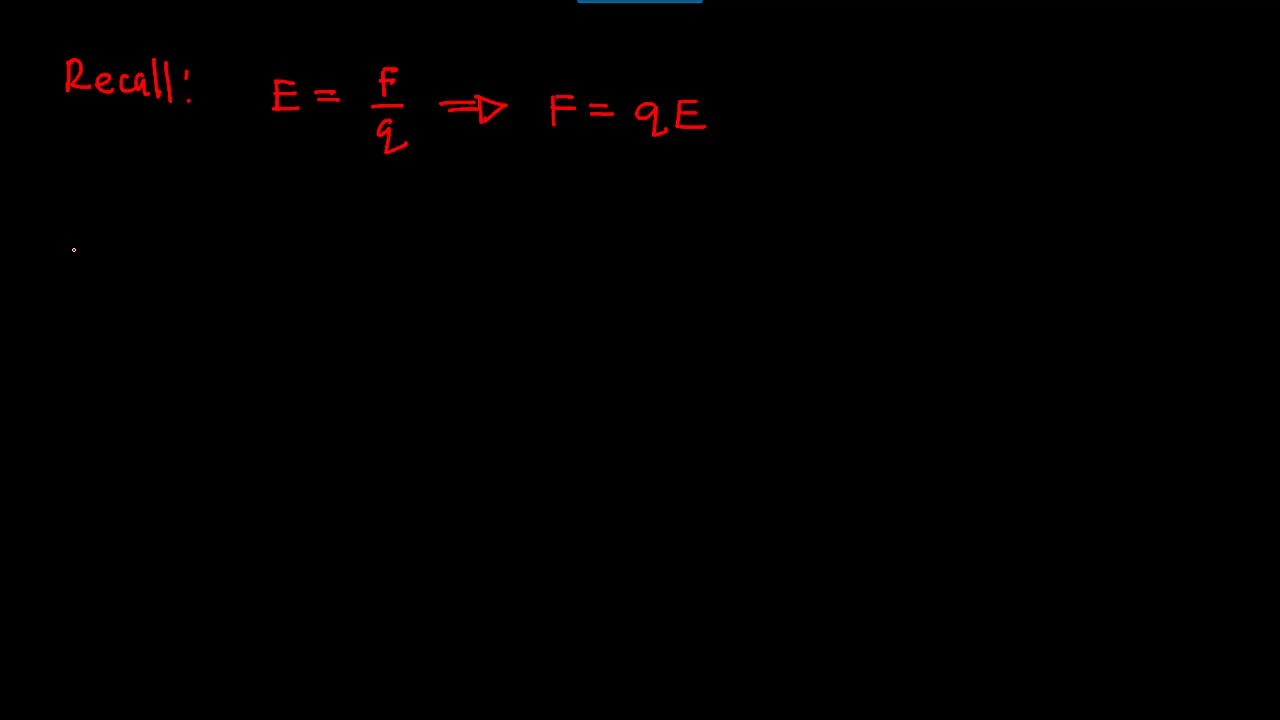 Recall: E = F/q ⇒ F = qE